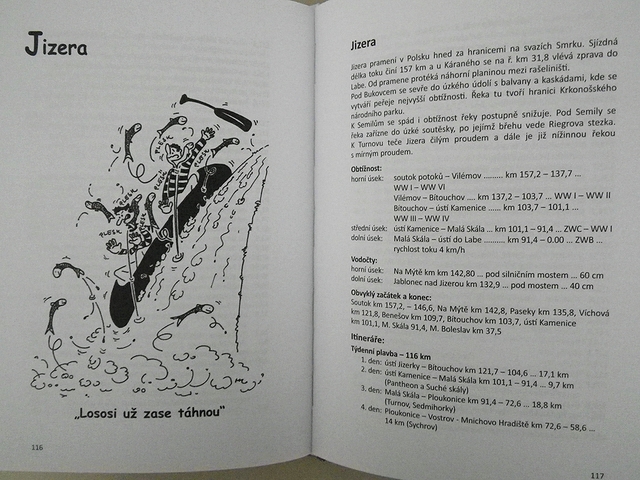 Jizera
PLESK
PLESK
PLESK
PLESK
„Lososi už zase táhnou"
116
Jizera
Jizera pramení v Polsku hned za hranicemi na svazích Smrku. Sjízdná
délka toku činí 157 km a u Káraného se na ř. km 31,8 vlévá zprava do
Labe. Od pramene protéká náhorní planinou mezi rašeliništi.
Pod Bukovcem se sevře do úzkého údolí s balvany a kaskádami, kde se
vytváří peřeje nejvyšší obtížnosti. Řeka tu tvoří hranici Krkonošského
národního parku.
K Semilům se spád i obtížnost řeky postupně snižuje. Pod Semily se
řeka zařízne do úzké soutěsky, po jejímž břehu vede Riegrova stezka.
K Turnovu teče Jizera čilým proudem a dále je již nížinnou řekou
s mírným proudem.
Obtížnost:
horní úsek: soutok potoků – Vilémov ......... km 157,2 – 137,7 ...
WW I – WW VI
Vilémov – Bítouchov .... km 137,2 – 103,7 ... WW I – WW II
Bítouchov – ústí Kamenice ...... km 103,7 – 101,1 ...
WW III – WW IV
střední úsek: ústí Kamenice – Malá Skála ... km 101,1 – 91,4 ... ZWC – WW I
dolní úsek: Malá Skála – ústí do Labe .......... km 91,4 – 0.00 ... ZWB ...
rychlost toku 4 km/h
Vodočty:
horní úsek: Na Mýtě km km 142,80 ... pod silničním mostem ... 60 cm
dolní úsek: Jablonec nad Jizerou km 132,9 ... pod mostem ... 40 cm
Obvyklý začátek a konec:
Soutok km 157,2, – 146,6, Na Mýtě km 142,8, Paseky km 135,8, Víchová
km 121,8, Benešov km 109,7, Bítouchov km 103,7, ústí Kamenice
km 101,1, M. Skála 91,4, M. Boleslav km 37,5
Itineráře:
Týdenní plavba – 116 km
1. den: ústí Jizerky – Bítouchov km 121,7 – 104,6 ... 17,1 km
2. den: ústí Kamenice – Malá Skála km 101,1 – 91,4 ... 9,7 km
(Pantheon a Suché skály)
3. den: Malá Skála – Ploukonice km 91,4 – 72,6 ... 18,8 km
(Turnov, Sedmihorky)
4. den: Ploukonice – Vostrov - Mnichovo Hradiště km 72,6 – 58,6 ...
14 km (Sychrov)
117